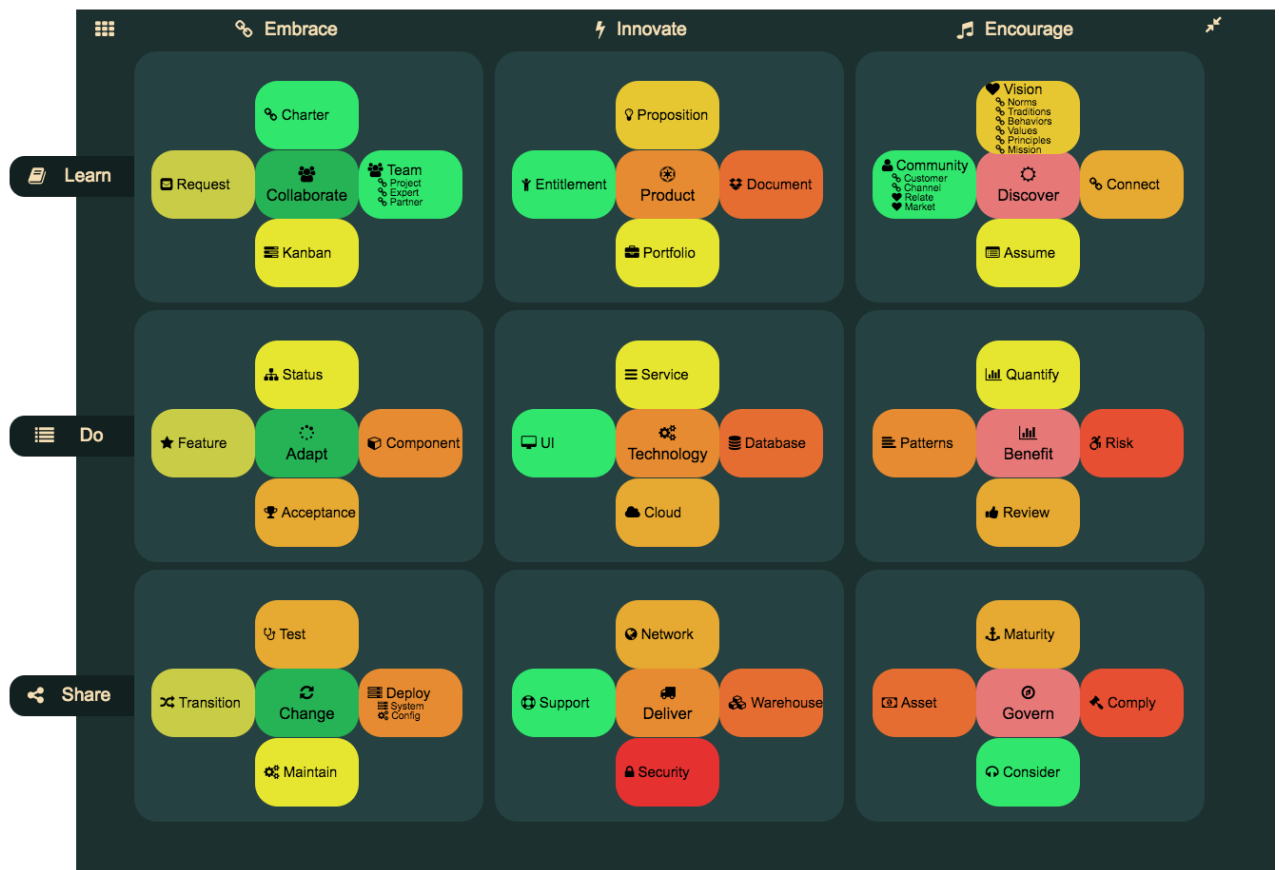 Embrace
Innovate
Encourage
Learn
Charter
Request
Collaborate
Team
Project
Expert
Partner
Kanban
Proposition
Entitlement
Product
Document
Portfolio
Vision
Norms
Traditions
Behaviors
Values
Principles
Mission
Community
Customer
Channel
Relate
Market
Discover
Connect
Assume
Do
Status
Feature
Adapt
Component
Acceptance
Service
UI
Technology
Database
Cloud
Quantify
Patterns
Benefit
Risk
Review
Share
Test
Transition
Change
Deploy
System
Config
Maintain
Network
Support
Deliver
Warehouse
Security
Maturity
Asset
Govern
Comply
Consider